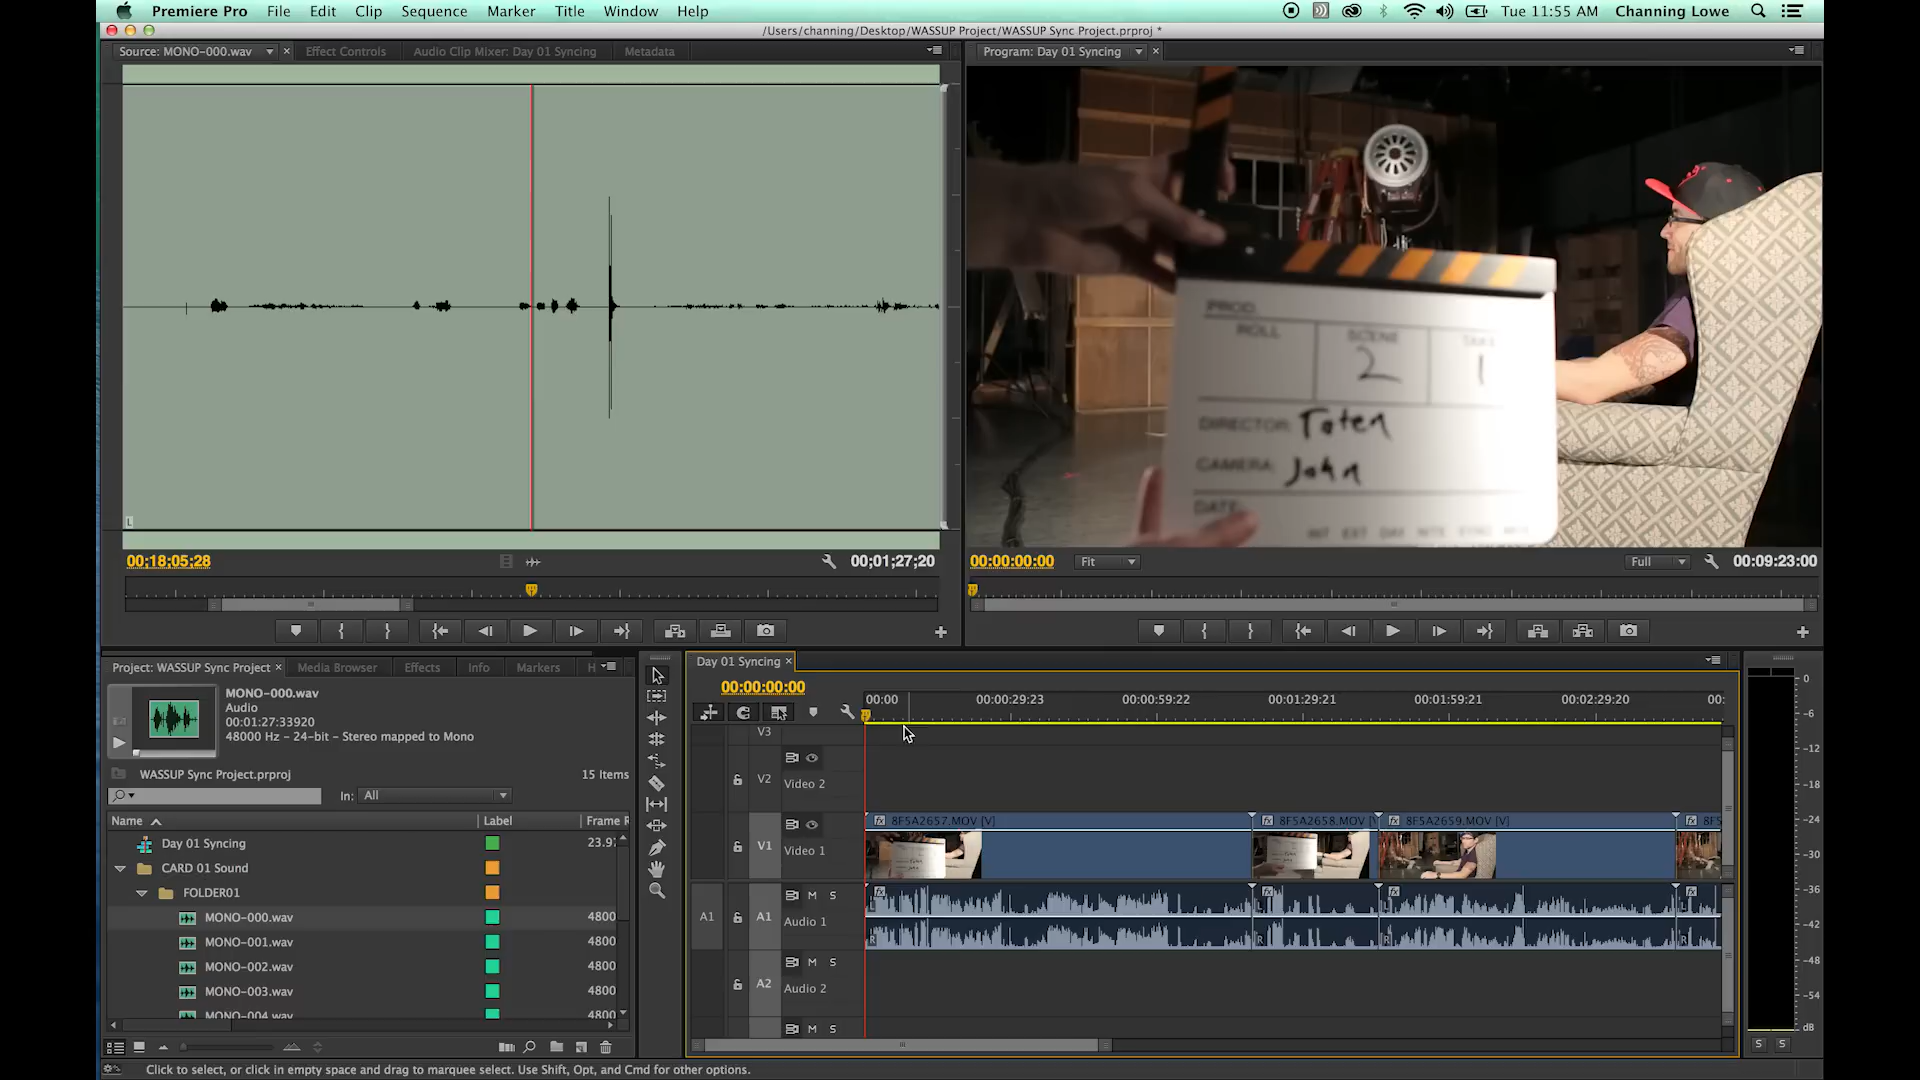 Premiere Pro File Edit Clip Sequence Marker Title Window Help Tue 11:55 AM Channing Lowe
/Users/channing/Desktop/WASSUP Project/WASSUP Sync Project.prproj *
Source: MONO-000.wav Effect Controls Audio Clip Mixer: Day 01 Syncing Metadata
Program: Day 01 Syncing
PROD.
ROLL SCENE TAKE
2 1
DIRECTOR: Toten
CAMERA: John
DATE:
INT EXT DAY NITE SYNC MOS
L
00;18;05;28 00;01;27;20
00:00:00:00 Fit Full 00:09:23:00
Project: WASSUP Sync Project Media Browser Effects Info Markers H
MONO-000.wav
Audio
00:01:27:33920
48000 Hz - 24-bit - Stereo mapped to Mono
WASSUP Sync Project.prproj 15 Items
In: All
Name Label Frame R
Day 01 Syncing 23.97
CARD 01 Sound
FOLDER01
MONO-000.wav 4800
MONO-001.wav 4800
MONO-002.wav 4800
MONO-003.wav 4800
MONO-004.wav 4800
Day 01 Syncing
00:00:00:00
00:00 00:00:29:23 00:00:59:22 00:01:29:21 00:01:59:21 00:02:29:20 00:
V3
V2 Video 2
8F5A2657.MOV [V] 8F5A2658.MOV [V 8F5A2659.MOV [V] 8F5
V1 Video 1
M S
A1 A1 Audio 1
L R L R L R L R
M S
A2 Audio 2
M S
0
-6
-12
-18
-24
-30
-36
-42
-48
-54
dB
S S
Click to select, or click in empty space and drag to marquee select. Use Shift, Opt, and Cmd for other options.